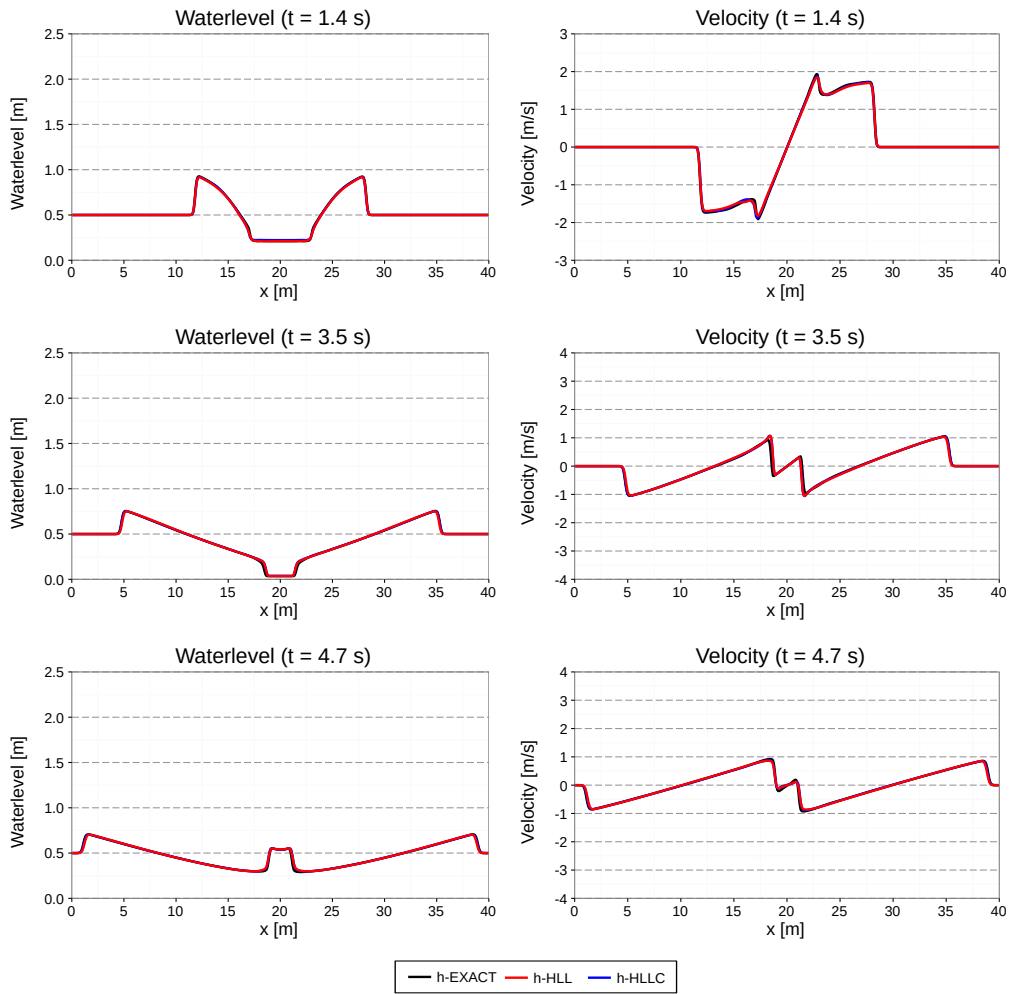 Waterlevel (t = 1.4 s)
Waterlevel [m]
2.5
2.0
1.5
1.0
0.5
0.0
0 5 10 15 20 25 30 35 40
x [m]
Velocity (t = 1.4 s)
Velocity [m/s]
3
2
1
0
-1
-2
-3
0 5 10 15 20 25 30 35 40
x [m]
Waterlevel (t = 3.5 s)
Waterlevel [m]
2.5
2.0
1.5
1.0
0.5
0.0
0 5 10 15 20 25 30 35 40
x [m]
Velocity (t = 3.5 s)
Velocity [m/s]
4
3
2
1
0
-1
-2
-3
-4
0 5 10 15 20 25 30 35 40
x [m]
Waterlevel (t = 4.7 s)
Waterlevel [m]
2.5
2.0
1.5
1.0
0.5
0.0
0 5 10 15 20 25 30 35 40
x [m]
Velocity (t = 4.7 s)
Velocity [m/s]
4
3
2
1
0
-1
-2
-3
-4
0 5 10 15 20 25 30 35 40
x [m]
h-EXACT h-HLL h-HLLC